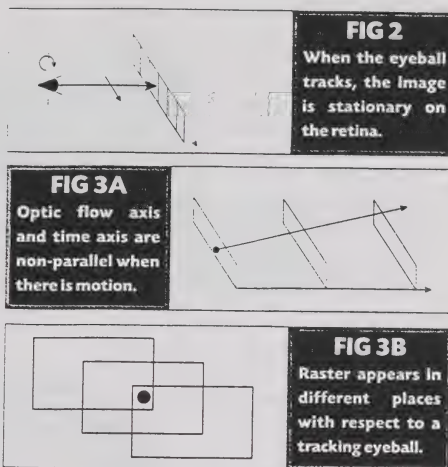 FIG 2
When the eyeball
tracks, the image
is stationary on
the retina.
FIG 3A
Optic flow axis
and time axis are
non-parallel when
there is motion.
FIG 3B
Raster appears in
different places
with respect to a
tracking eyeball.